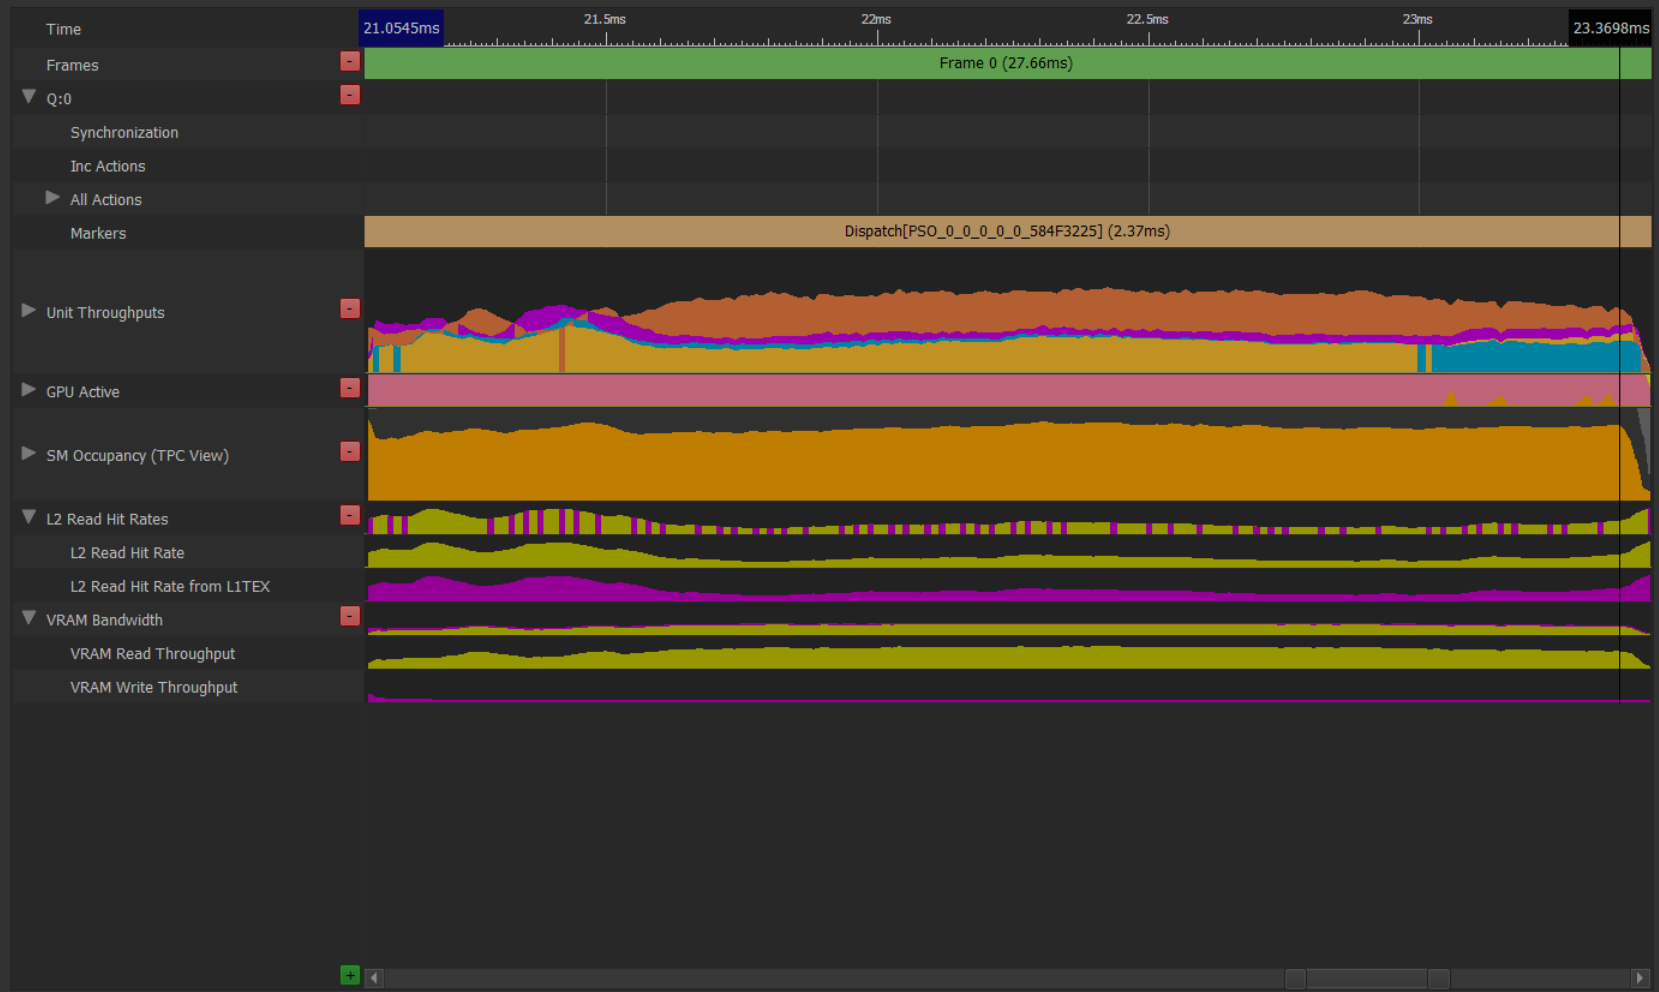 Time 21.0545ms 21.5ms 22ms 22.5ms 23ms 23.3698ms
Frames - Frame 0 (27.66ms)
Q:0 -
Synchronization
Inc Actions
All Actions
Markers Dispatch[PSO_0_0_0_0_0_584F3225] (2.37ms)
Unit Throughputs -
GPU Active -
SM Occupancy (TPC View) -
L2 Read Hit Rates -
L2 Read Hit Rate
L2 Read Hit Rate from L1TEX
VRAM Bandwidth -
VRAM Read Throughput
VRAM Write Throughput
+